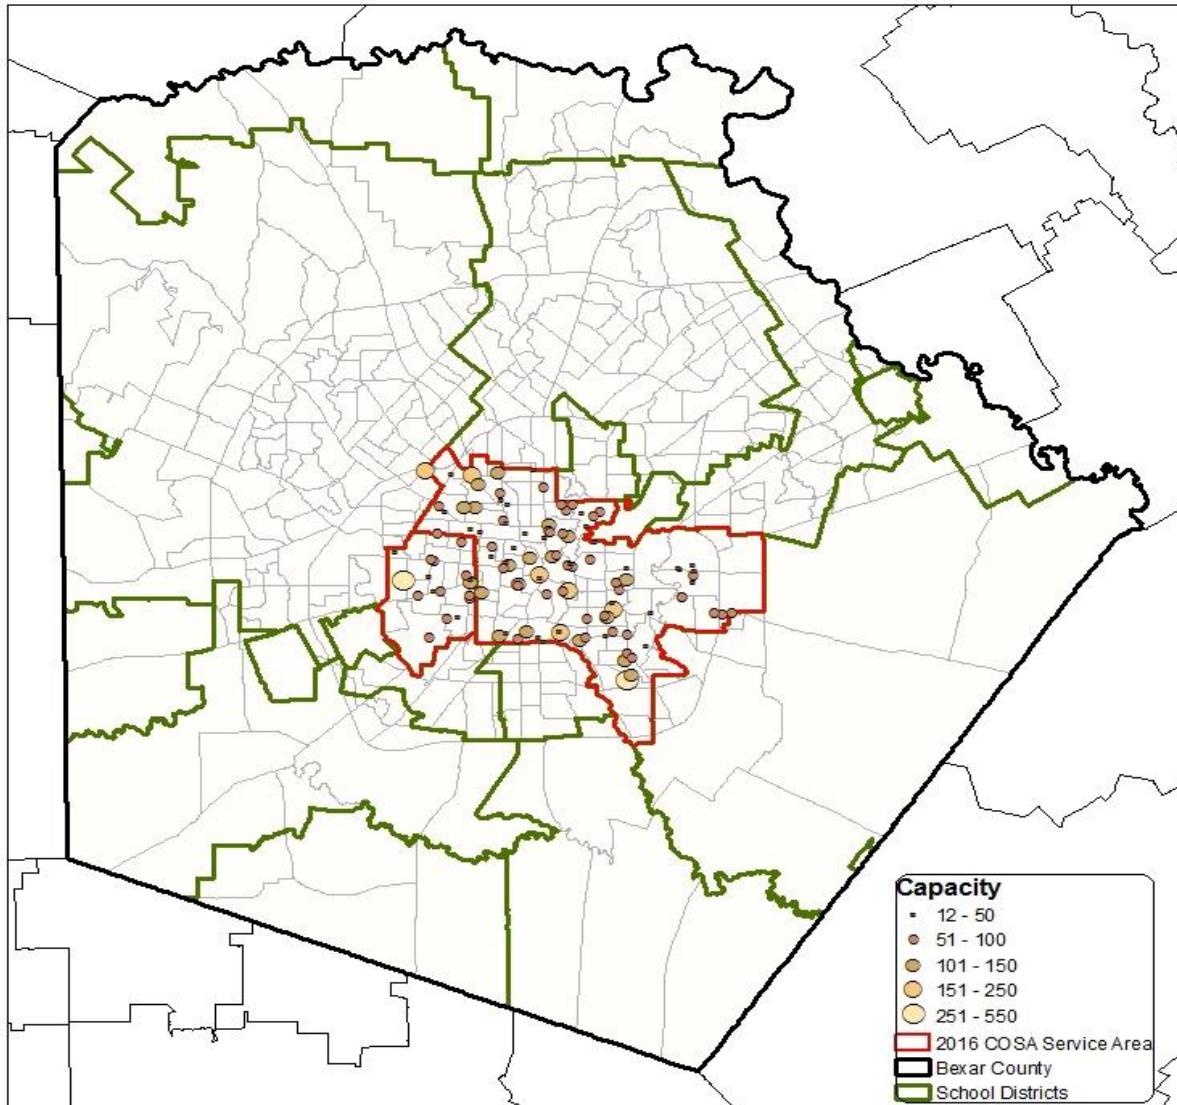 Capacity
12 - 50
51 - 100
101 - 150
151 - 250
251 - 550
2016 COSA Service Area
Bexar County
School Districts